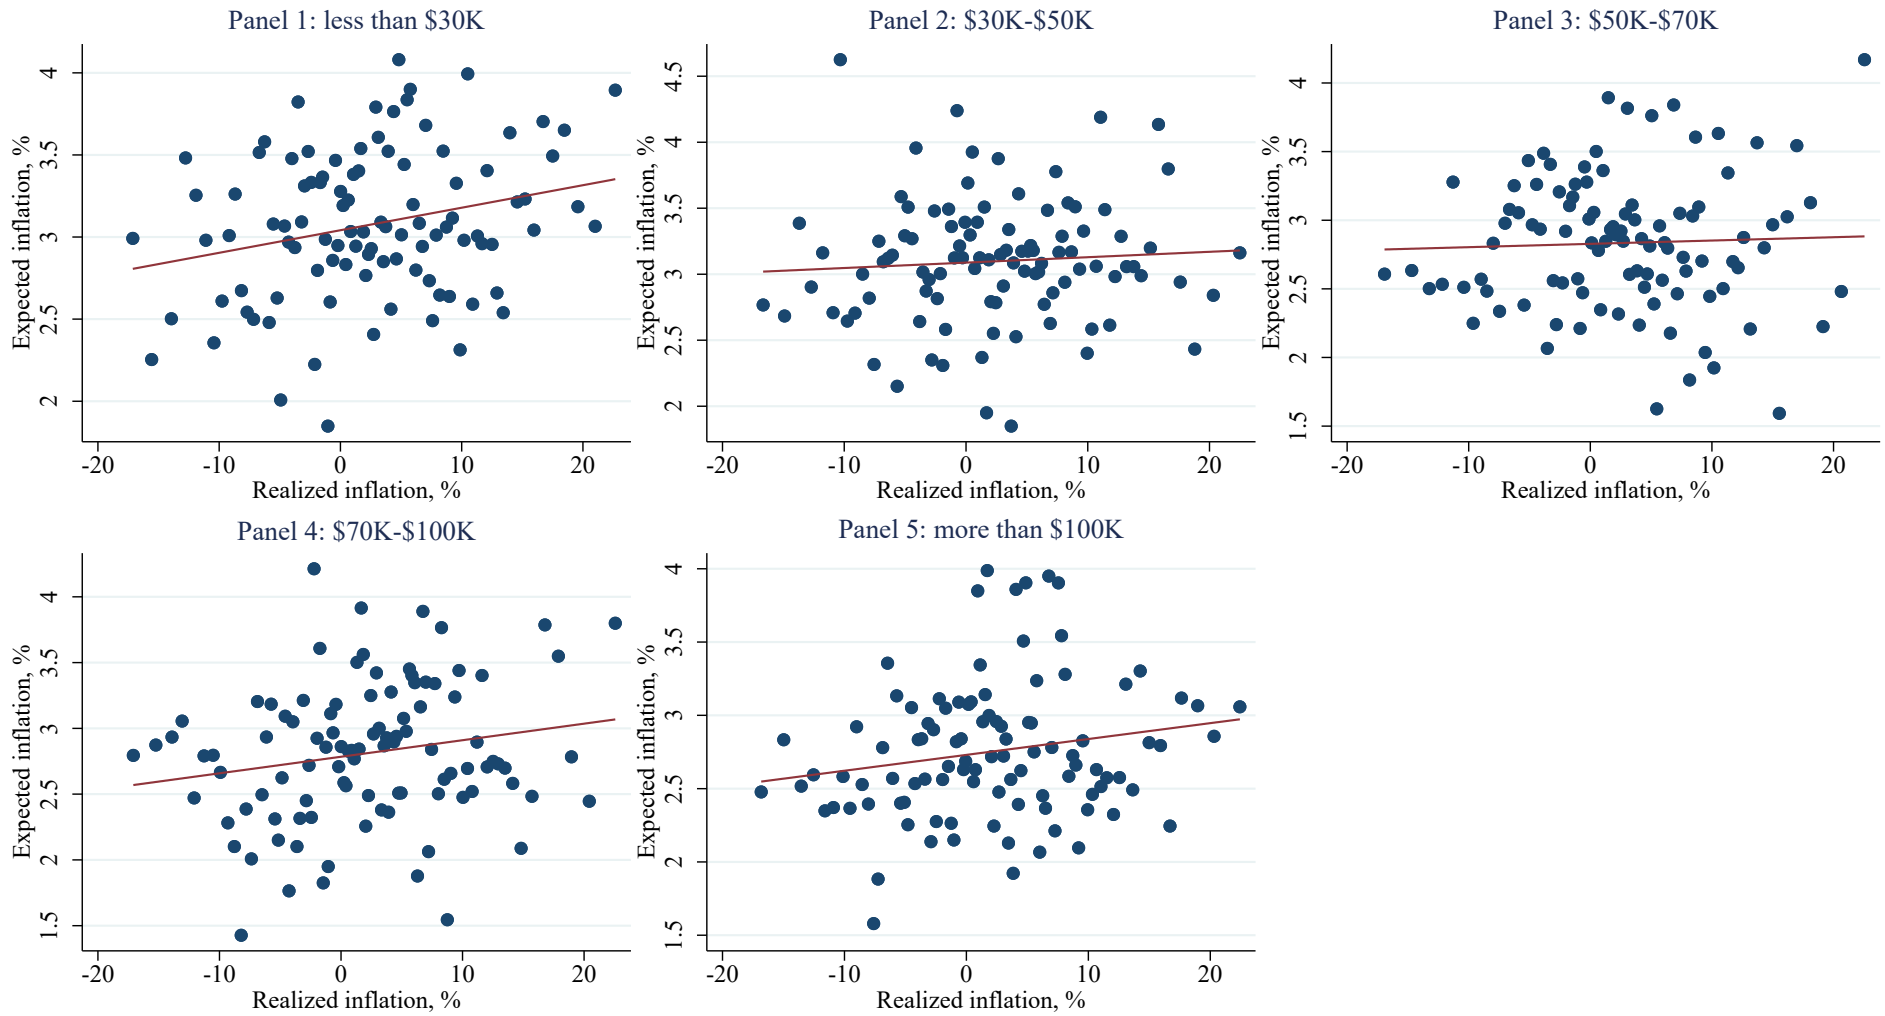 Panel 1: less than $30K
Expected inflation, %
4
3.5
3
2.5
2
-20 -10 0 10 20
Realized inflation, %
Panel 2: $30K-$50K
Expected inflation, %
4.5
4
3.5
3
2.5
2
-20 -10 0 10 20
Realized inflation, %
Panel 3: $50K-$70K
Expected inflation, %
4
3.5
3
2.5
2
1.5
-20 -10 0 10 20
Realized inflation, %
Panel 4: $70K-$100K
Expected inflation, %
4
3.5
3
2.5
2
1.5
-20 -10 0 10 20
Realized inflation, %
Panel 5: more than $100K
Expected inflation, %
4
3.5
3
2.5
2
1.5
-20 -10 0 10 20
Realized inflation, %